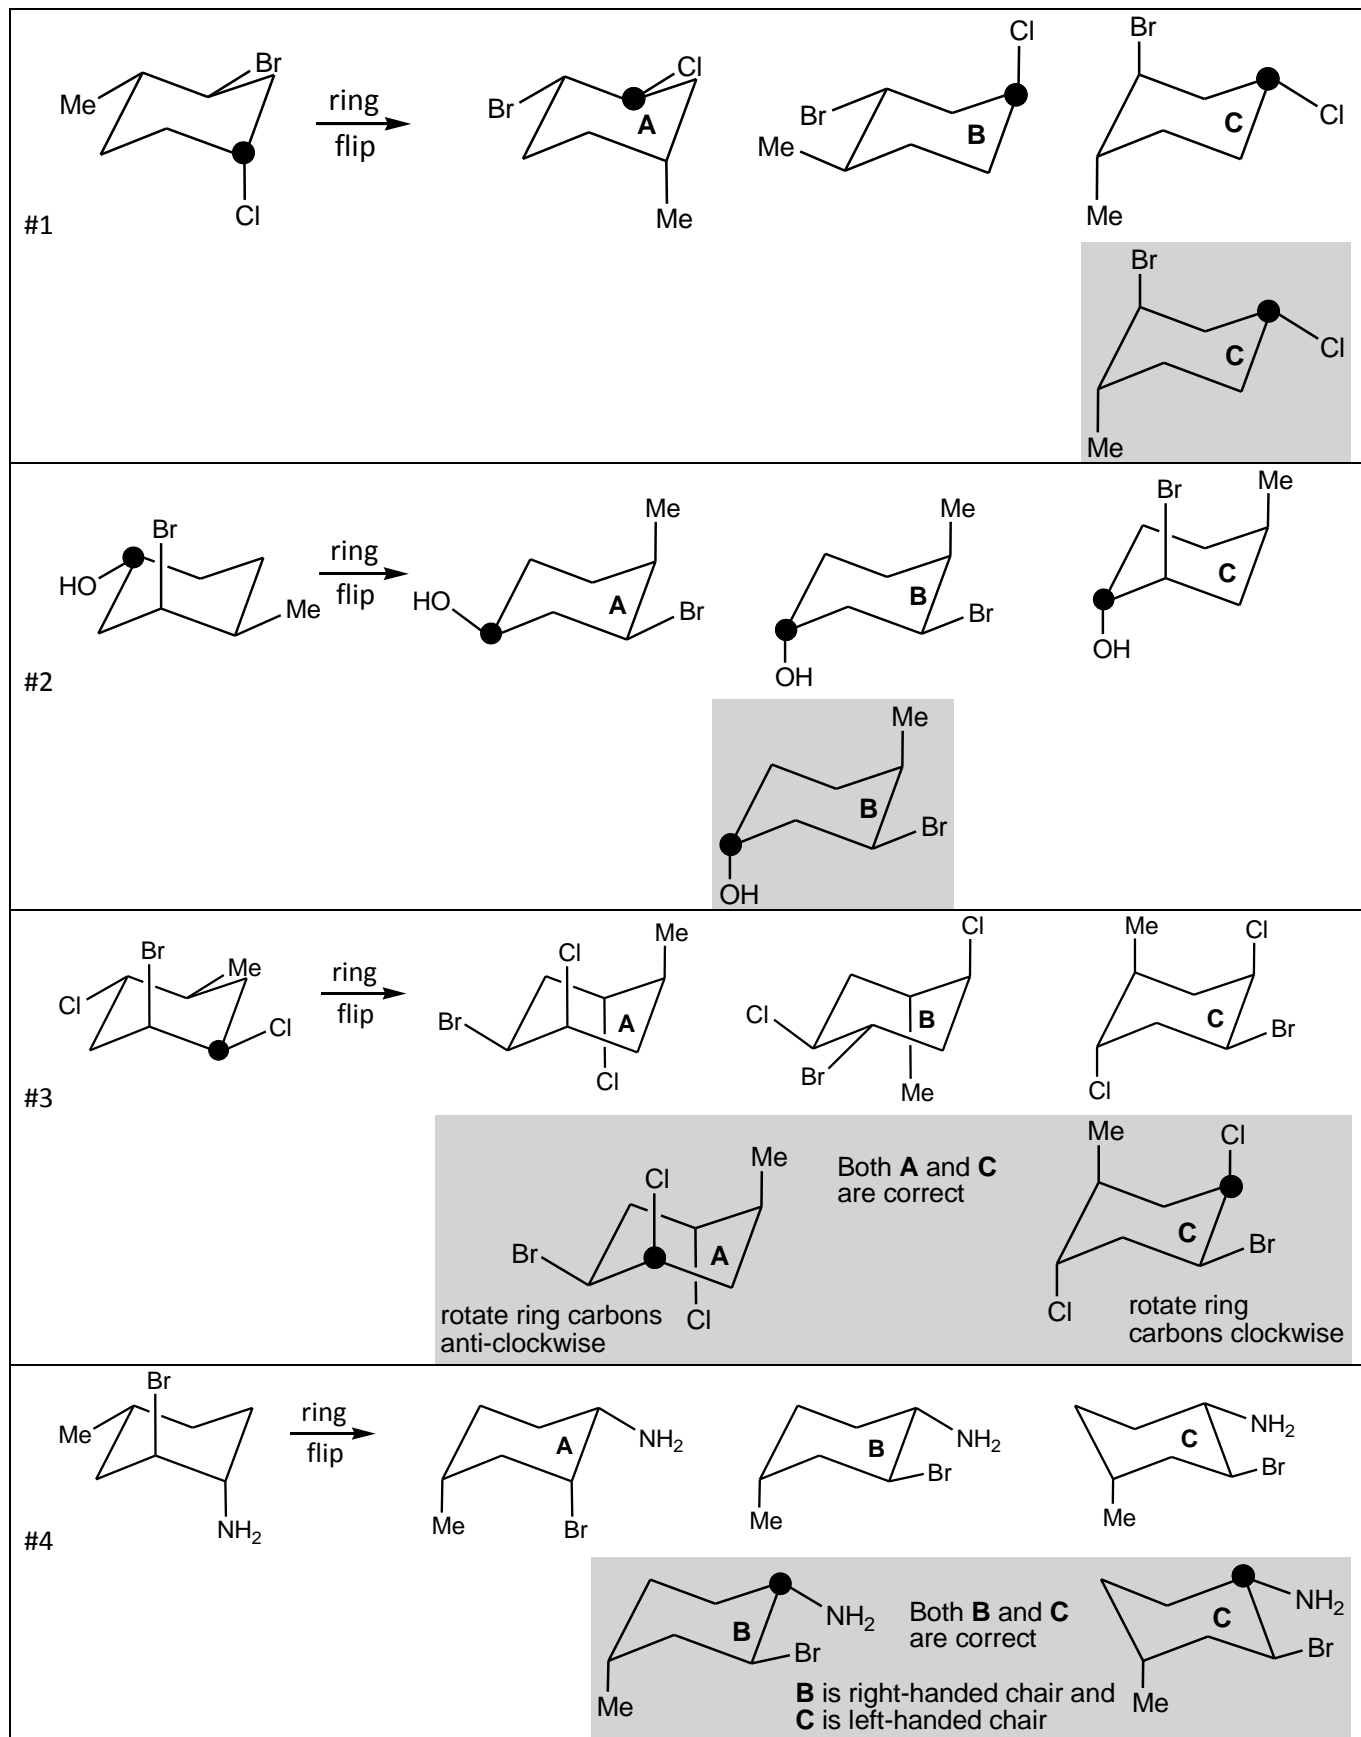 Br
Me
Cl
ring
flip
Br
Cl
A
Me
Cl
Br
Me
B
Br
C
Cl
Me
#1
Br
C
Cl
Me
Br
HO
Me
ring
flip
Me
HO
A
Br
Me
B
Br
OH
Br
Me
C
OH
#2
Me
B
Br
OH
Br
Me
Cl
Cl
ring
flip
Me
Cl
Br
A
Cl
Cl
Cl
B
Br
Me
Me
Cl
C
Br
Cl
#3
Me
Cl
Br
A
Cl
rotate ring carbons
anti-clockwise
Both A and C
are correct
Me
Cl
C
Br
Cl
rotate ring
carbons clockwise
Br
Me
NH2
ring
flip
A
NH2
Me
Br
B
NH2
Br
Me
C
NH2
Br
Me
#4
B
NH2
Br
Me
Both B and C
are correct
C
NH2
Br
Me
B is right-handed chair and
C is left-handed chair